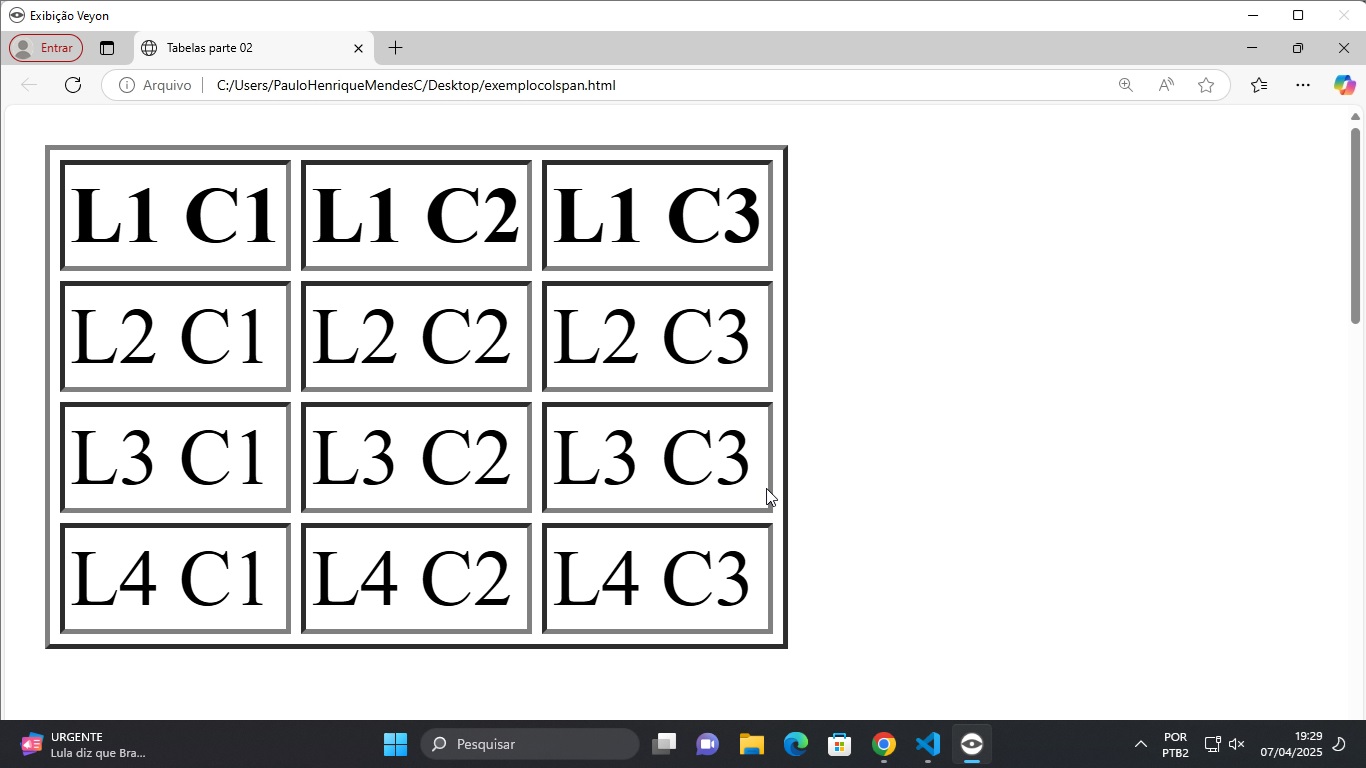 Exibição Veyon
Entrar
Tabelas parte 02
Arquivo
C:/Users/PauloHenriqueMendesC/Desktop/exemplocolspan.html
L1 C1 L1 C2 L1 C3
L2 C1 L2 C2 L2 C3
L3 C1 L3 C2 L3 C3
L4 C1 L4 C2 L4 C3
URGENTE
Lula diz que Bra...
Pesquisar
POR
PTB2
19:29
07/04/2025